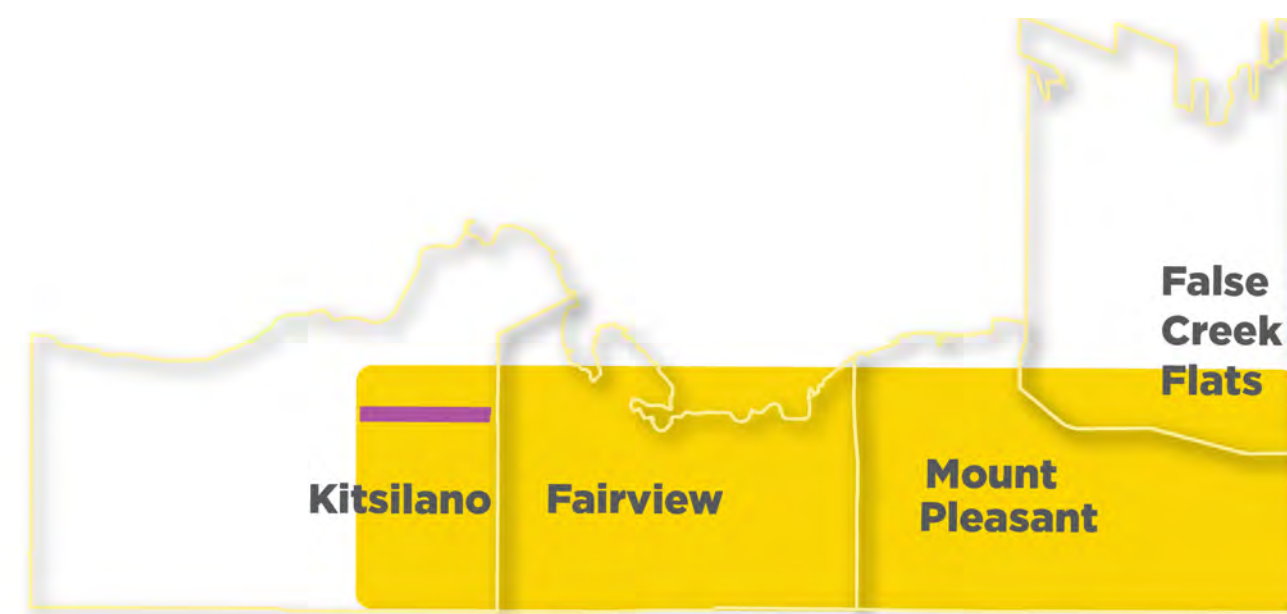 False
Creek
Flats
Kitsilano
Fairview
Mount
Pleasant